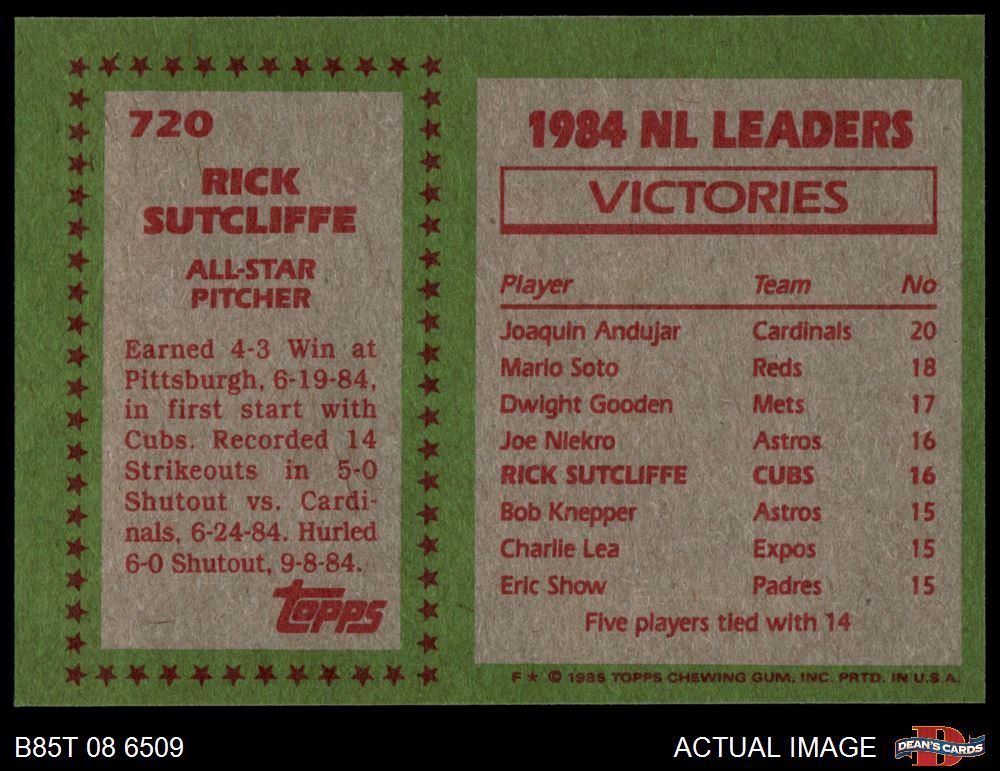 720
RICK
SUTCLIFFE
ALL-STAR
PITCHER
Earned 4-3 Win at
Pittsburgh, 6-19-84,
in first start with
Cubs. Recorded 14
Strikeouts in 5-0
Shutout vs. Cardi-
nals, 6-24-84. Hurled
6-0 Shutout, 9-8-84.
topps
1984 NL LEADERS
VICTORIES
Player Team No
Joaquin Andujar Cardinals 20
Mario Soto Reds 18
Dwight Gooden Mets 17
Joe Niekro Astros 16
RICK SUTCLIFFE CUBS 16
Bob Knepper Astros 15
Charlie Lea Expos 15
Eric Show Padres 15
Five players tied with 14
F ★ © 1985 TOPPS CHEWING GUM, INC. PRTD. IN U.S.A.
B85T 08 6509
ACTUAL IMAGE
D
DEAN'S CARDS